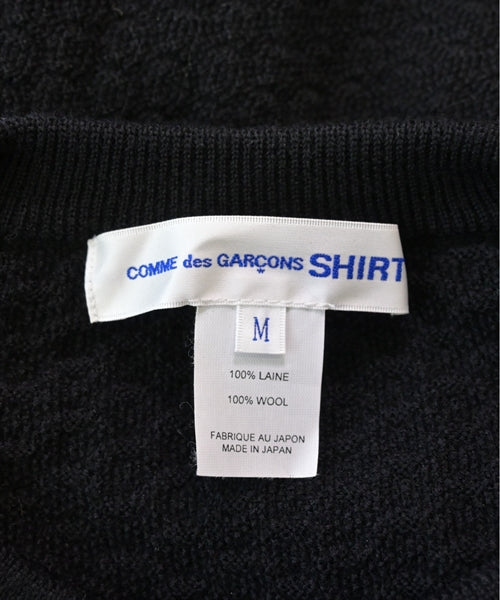 COMME des GARÇONS SHIRT
M
100% LAINE
100% WOOL
FABRIQUE AU JAPON
MADE IN JAPAN